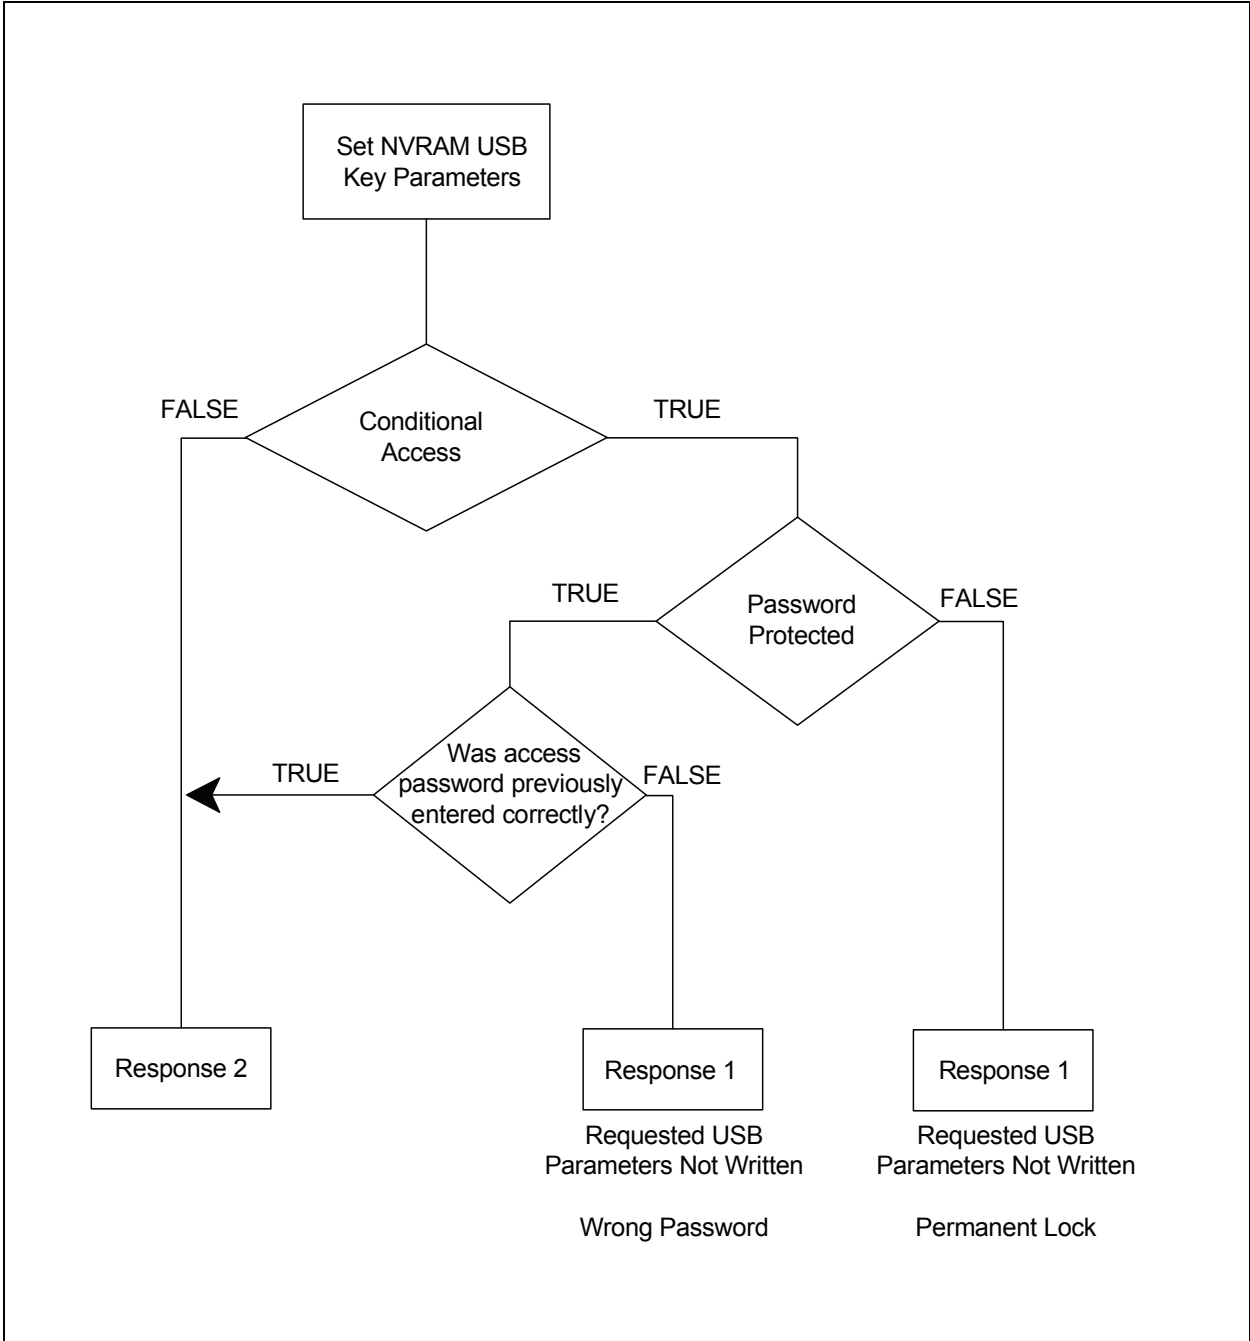 Set NVRAM USB
Key Parameters
FALSE
TRUE
Conditional
Access
TRUE
FALSE
Password
Protected
TRUE
FALSE
Was access
password previously
entered correctly?
Response 2
Response 1
Requested USB
Parameters Not Written
Wrong Password
Response 1
Requested USB
Parameters Not Written
Permanent Lock